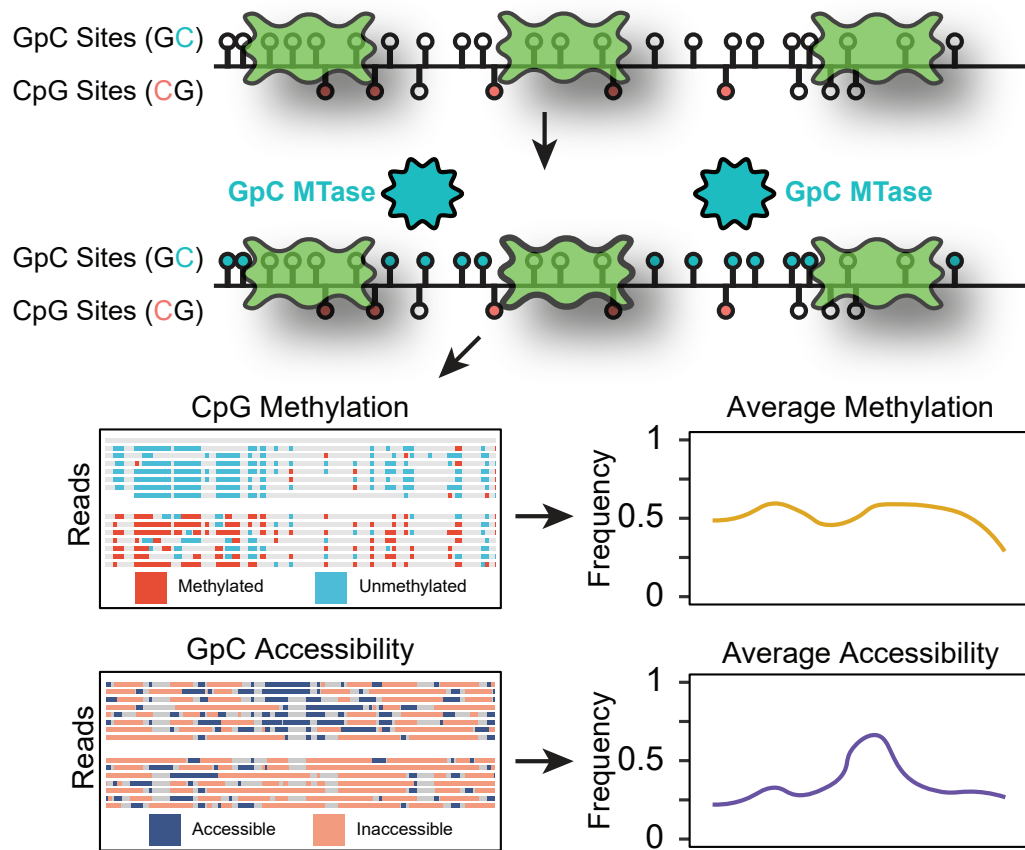 GpC Sites (GC)
CpG Sites (CG)
GpC MTase
GpC MTase
GpC Sites (GC)
CpG Sites (CG)
CpG Methylation
Reads
Methylated
Unmethylated
Average Methylation
Frequency
1
0.5
0
GpC Accessibility
Reads
Accessible
Inaccessible
Average Accessibility
Frequency
1
0.5
0